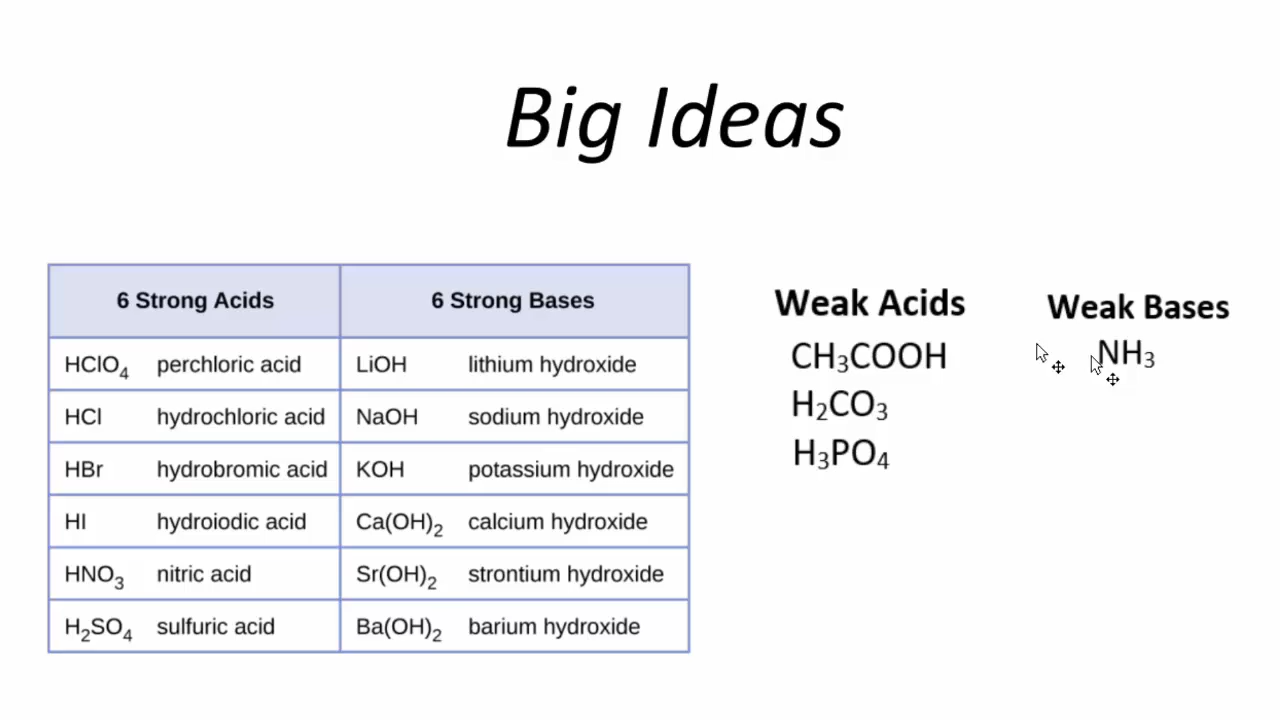 Big Ideas
6 Strong Acids 6 Strong Bases
HClO₄ perchloric acid LiOH lithium hydroxide
HCl hydrochloric acid NaOH sodium hydroxide
HBr hydrobromic acid KOH potassium hydroxide
HI hydroiodic acid Ca(OH)₂ calcium hydroxide
HNO₃ nitric acid Sr(OH)₂ strontium hydroxide
H₂SO₄ sulfuric acid Ba(OH)₂ barium hydroxide
Weak Acids
CH₃COOH
H₂CO₃
H₃PO₄
Weak Bases
NH₃